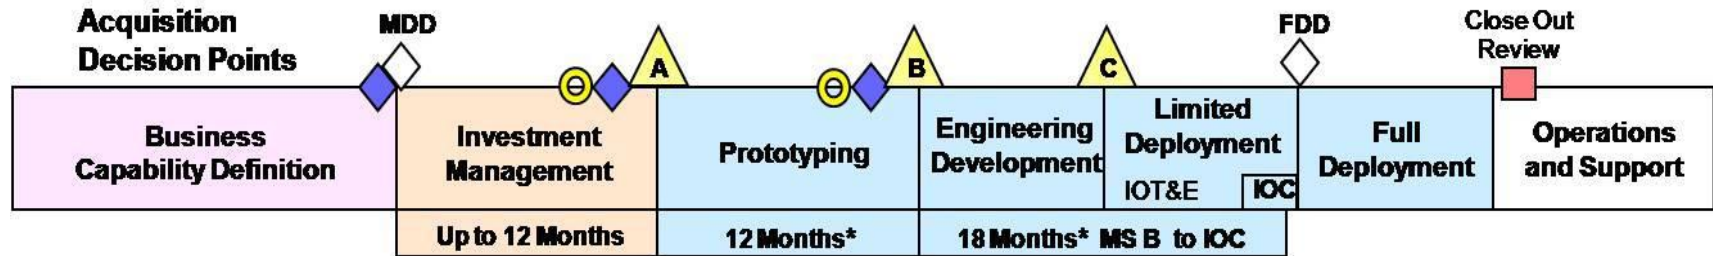 Acquisition
Decision Points
MDD
A
B
C
FDD
Close Out
Review
Business
Capability Definition
Investment
Management
Prototyping
Engineering
Development
Limited
Deployment
IOT&E
IOC
Full
Deployment
Operations
and Support
Up to 12 Months
12 Months*
18 Months* MS B to IOC